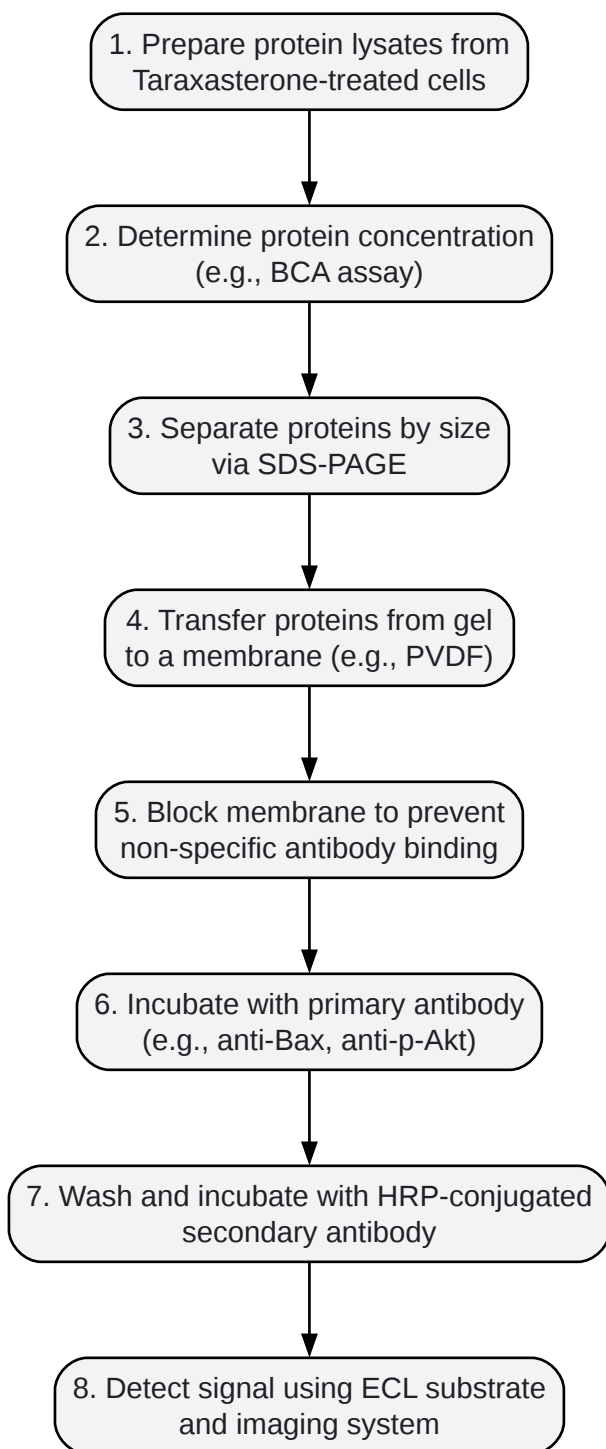 1. Prepare protein lysates from
Taraxasterone-treated cells
2. Determine protein concentration
(e.g., BCA assay)
3. Separate proteins by size
via SDS-PAGE
4. Transfer proteins from gel
to a membrane (e.g., PVDF)
5. Block membrane to prevent
non-specific antibody binding
6. Incubate with primary antibody
(e.g., anti-Bax, anti-p-Akt)
7. Wash and incubate with HRP-conjugated
secondary antibody
8. Detect signal using ECL substrate
and imaging system